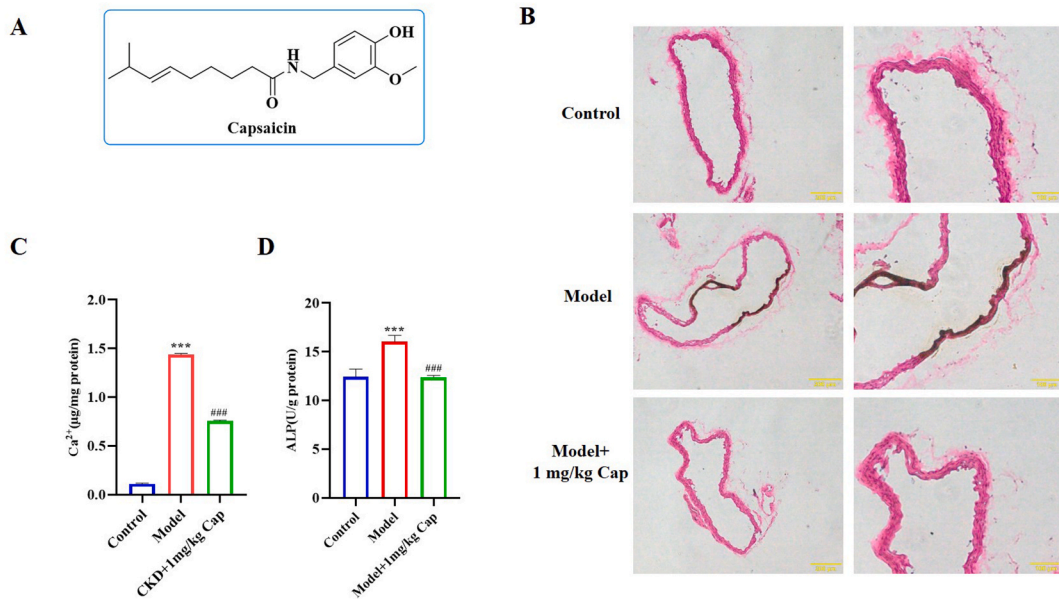 A
OH
H
N
O
O
Capsaicin
B
Control
Model
Model+
1 mg/kg Cap
C
Ca2+(μg/mg protein)
2.0
1.5
1.0
0.5
0.0
***
###
Control
Model
CKD+1mg/kg Cap
D
ALP(U/g protein)
20
15
10
5
0
***
###
Control
Model
Model+1mg/kg Cap